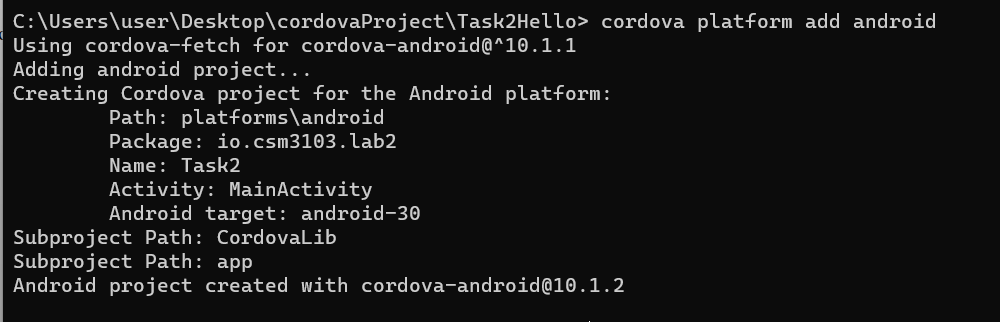 C:\Users\user\Desktop\cordovaProject\Task2Hello> cordova platform add android
Using cordova-fetch for cordova-android@^10.1.1
Adding android project...
Creating Cordova project for the Android platform:
        Path: platforms\android
        Package: io.csm3103.lab2
        Name: Task2
        Activity: MainActivity
        Android target: android-30
Subproject Path: CordovaLib
Subproject Path: app
Android project created with cordova-android@10.1.2